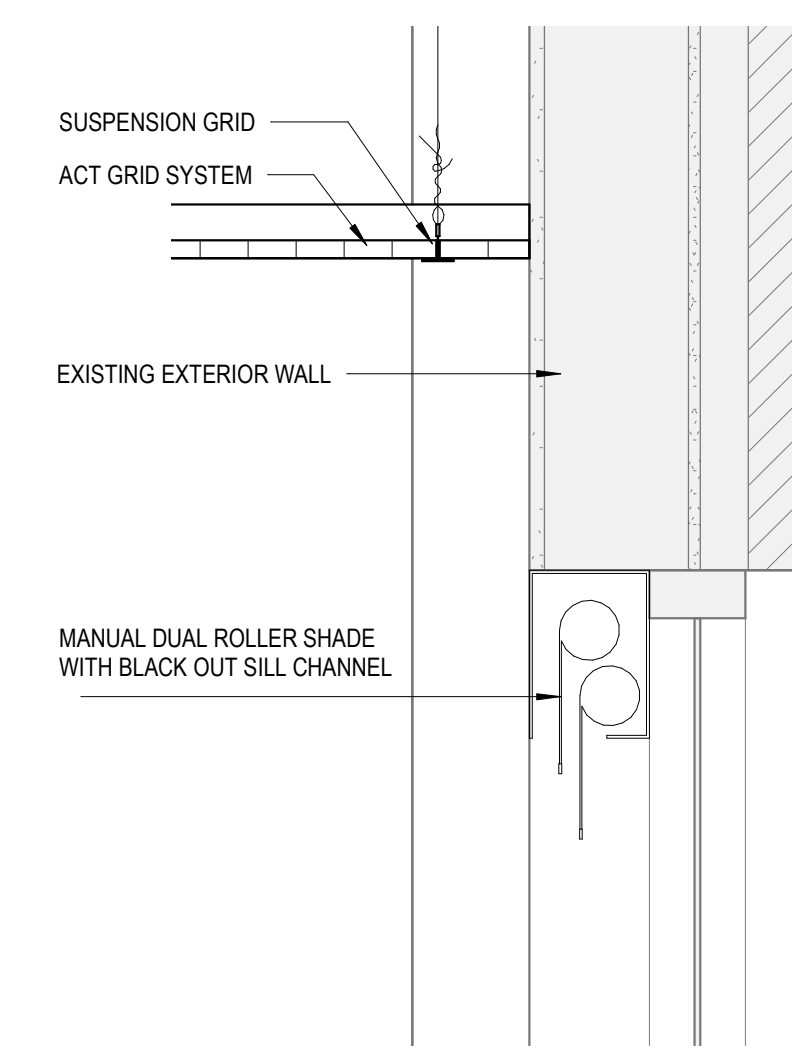 SUSPENSION GRID
ACT GRID SYSTEM
EXISTING EXTERIOR WALL
MANUAL DUAL ROLLER SHADE
WITH BLACK OUT SILL CHANNEL